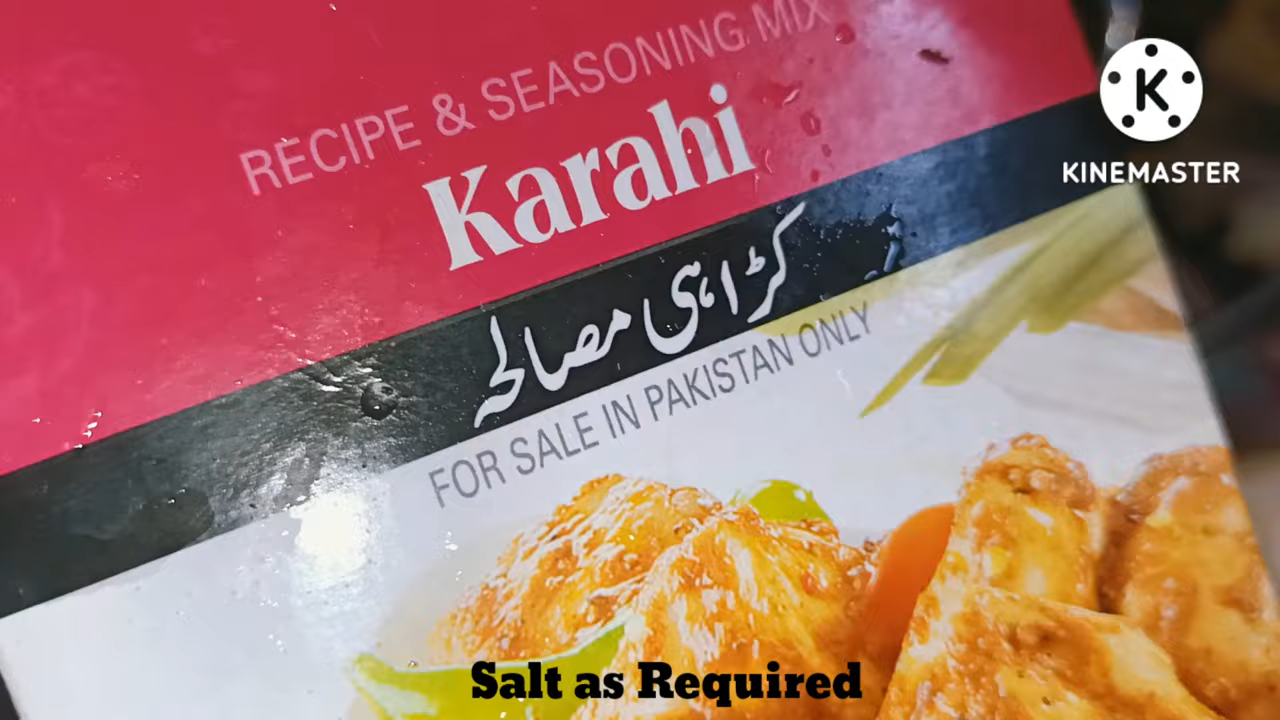 RECIPE & SEASONING MIX
Karahi
کڑاہی مصالحہ
FOR SALE IN PAKISTAN ONLY
K
KINEMASTER
Salt as Required